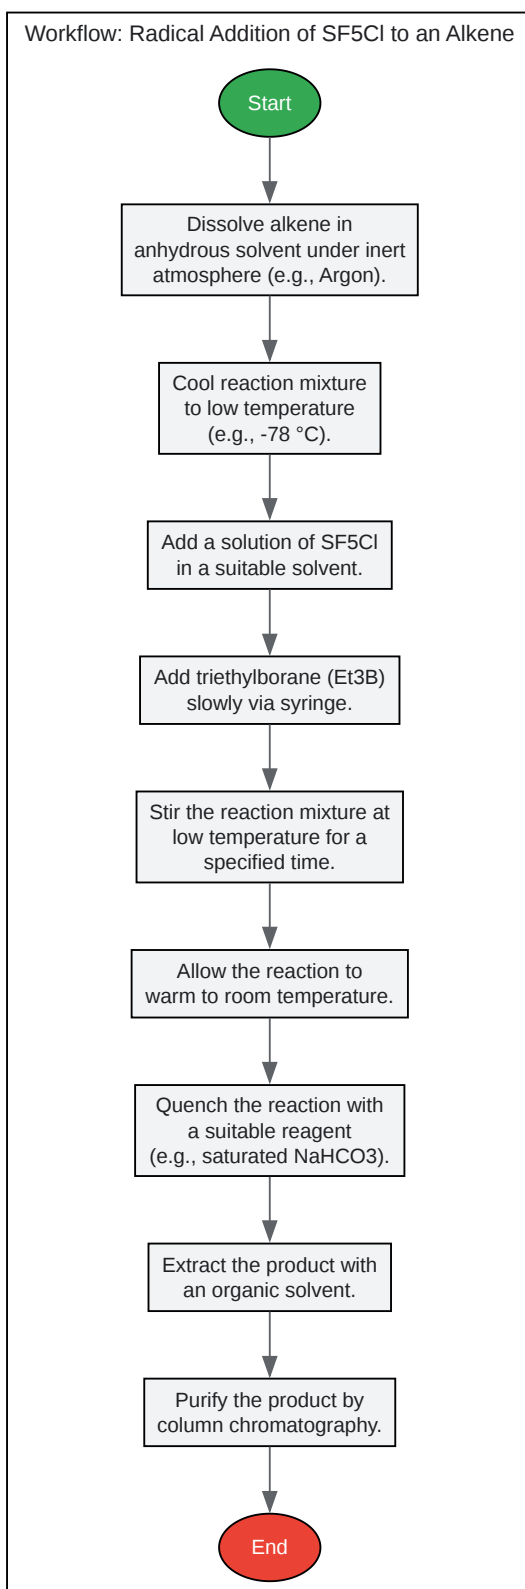 Workflow: Radical Addition of SF5Cl to an Alkene
Start
Dissolve alkene in
anhydrous solvent under inert
atmosphere (e.g., Argon).
Cool reaction mixture
to low temperature
(e.g., -78 °C).
Add a solution of SF5Cl
in a suitable solvent.
Add triethylborane (Et3B)
slowly via syringe.
Stir the reaction mixture at
low temperature for a
specified time.
Allow the reaction to
warm to room temperature.
Quench the reaction with
a suitable reagent
(e.g., saturated NaHCO3).
Extract the product with
an organic solvent.
Purify the product by
column chromatography.
End